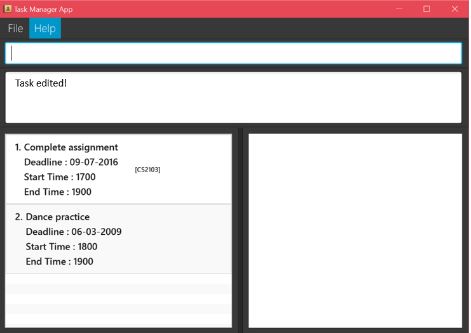 Task Manager App
File Help
Task edited!
1. Complete assignment
Deadline : 09-07-2016
[CS2103]
Start Time : 1700
End Time : 1900
2. Dance practice
Deadline : 06-03-2009
Start Time : 1800
End Time : 1900